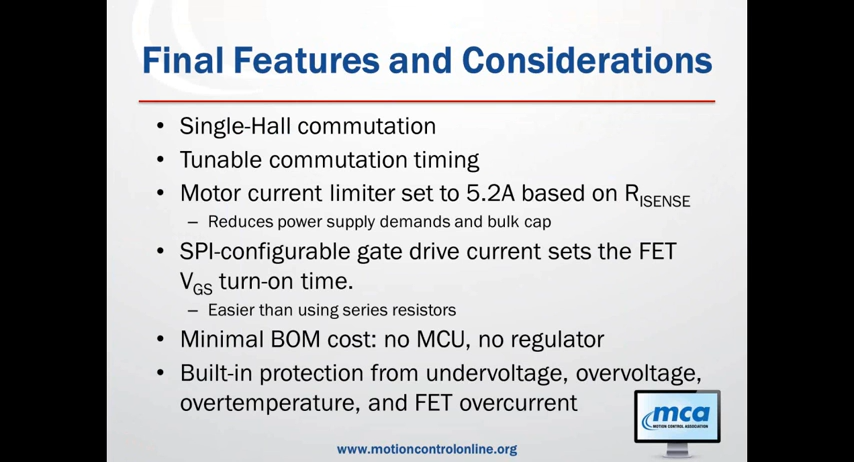 Final Features and Considerations
• Single-Hall commutation
• Tunable commutation timing
• Motor current limiter set to 5.2A based on RISENSE
– Reduces power supply demands and bulk cap
• SPI-configurable gate drive current sets the FET
VGS turn-on time.
– Easier than using series resistors
• Minimal BOM cost: no MCU, no regulator
• Built-in protection from undervoltage, overvoltage,
overtemperature, and FET overcurrent
mca
MOTION CONTROL ASSOCIATION
www.motioncontrolonline.org